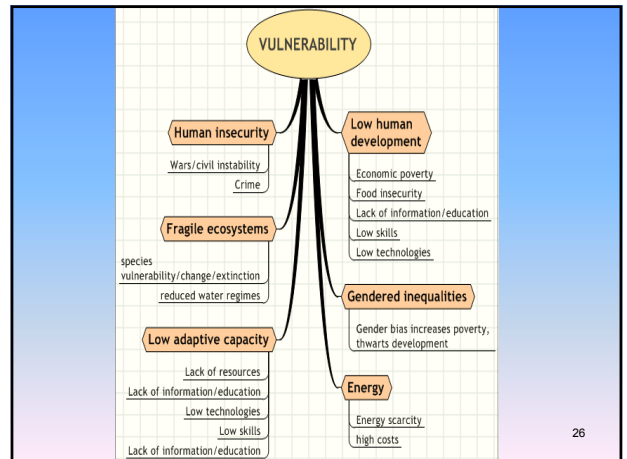 VULNERABILITY
Human insecurity
Wars/civil instability
Crime
Fragile ecosystems
species
vulnerability/change/extinction
reduced water regimes
Low adaptive capacity
Lack of resources
Lack of information/education
Low technologies
Low skills
Lack of information/education
Low human
development
Economic poverty
Food insecurity
Lack of information/education
Low skills
Low technologies
Gendered inequalities
Gender bias increases poverty,
thwarts development
Energy
Energy scarcity
high costs
26